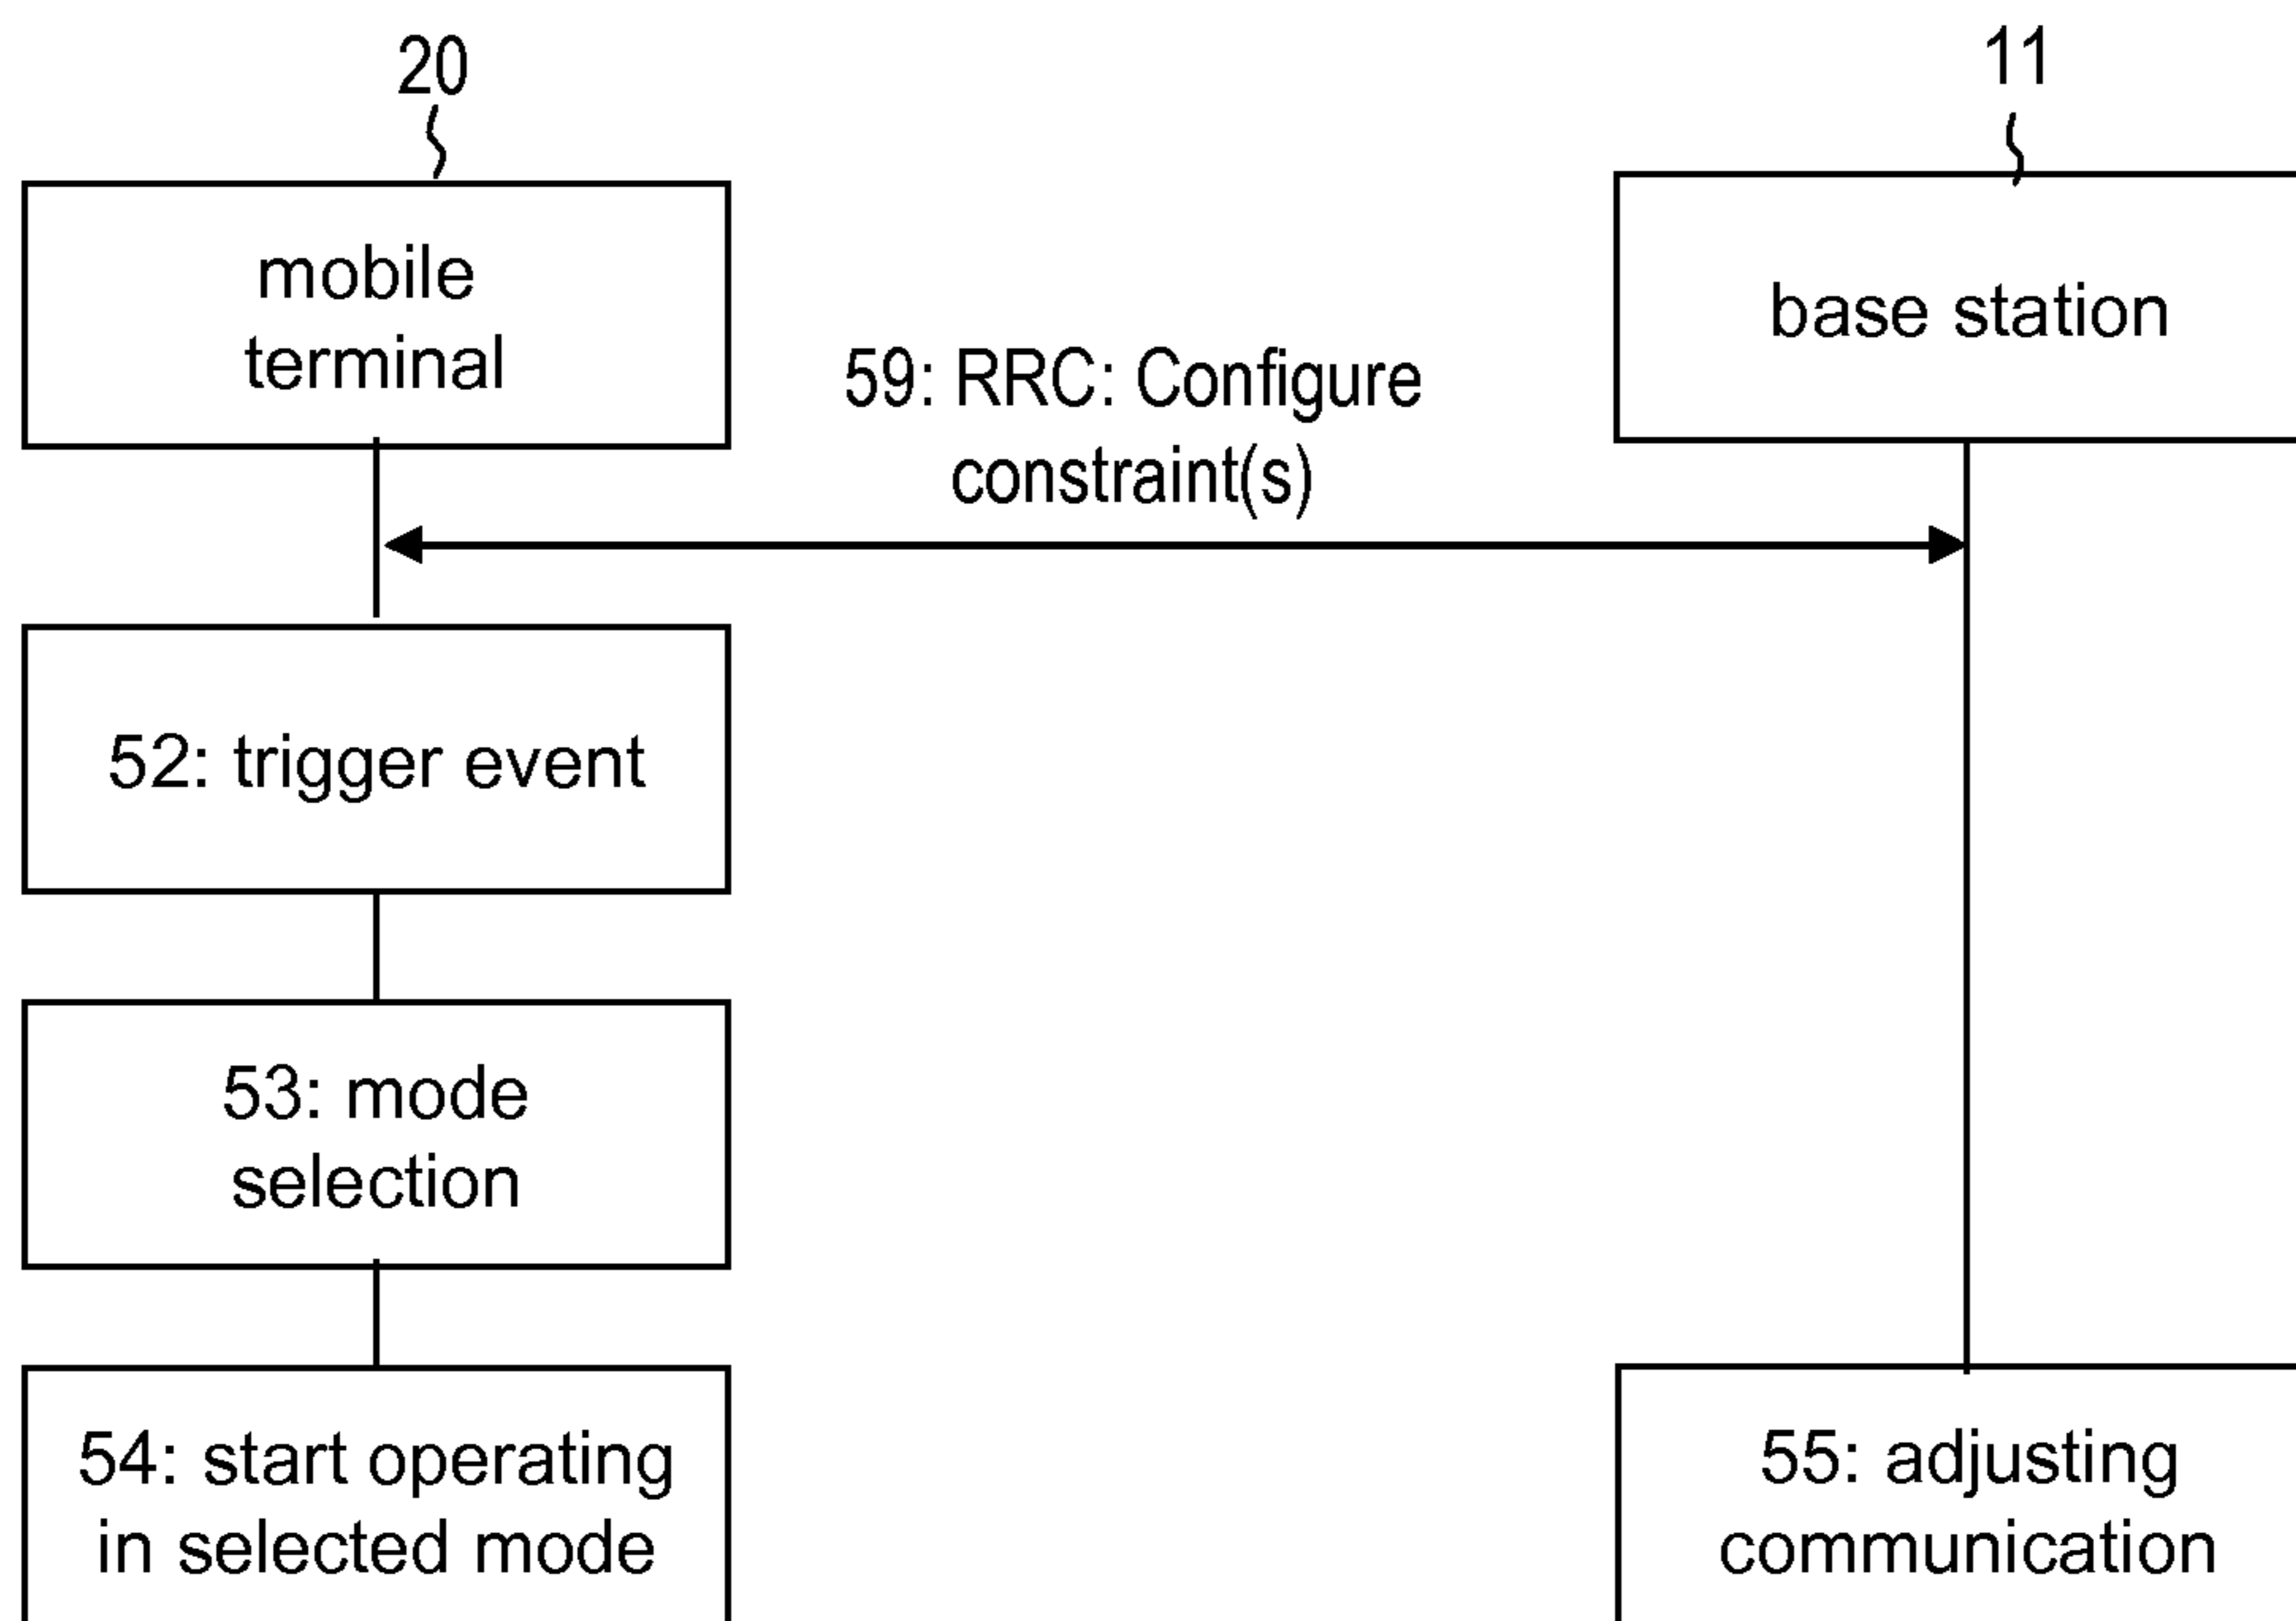 20
11
mobile
terminal
base station
59: RRC: Configure
constraint(s)
52: trigger event
53: mode
selection
54: start operating
in selected mode
55: adjusting
communication